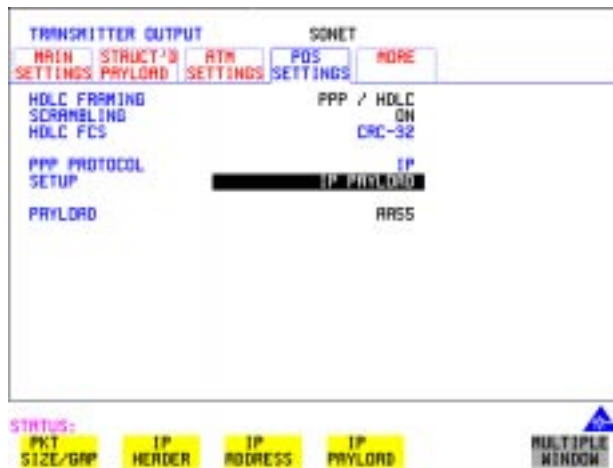 TRANSMITTER OUTPUT SONET
MAIN SETTINGS STRUCT'D PAYLOAD ATM SETTINGS POS SETTINGS MORE
HDLC FRAMING PPP / HDLC
SCRAMBLING ON
HDLC FCS CRC-32
PPP PROTOCOL IP
SETUP IP PAYLOAD
PAYLOAD AA55
STATUS:
PKT SIZE/GAP IP HEADER IP ADDRESS IP PAYLOAD MULTIPLE WINDOW